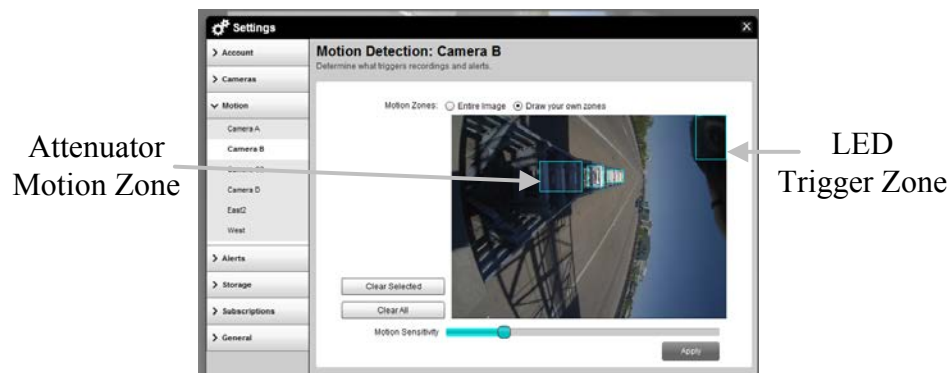 Settings
X
> Account
> Cameras
Motion
Camera A
Camera B
Camera D
East2
West
> Alerts
> Storage
> Subscriptions
> General
Motion Detection: Camera B
Determine what triggers recordings and alerts.
Motion Zones: Entire Image Draw your own zones
Clear Selected
Clear All
Motion Sensitivity
Apply
Attenuator
Motion Zone
LED
Trigger Zone